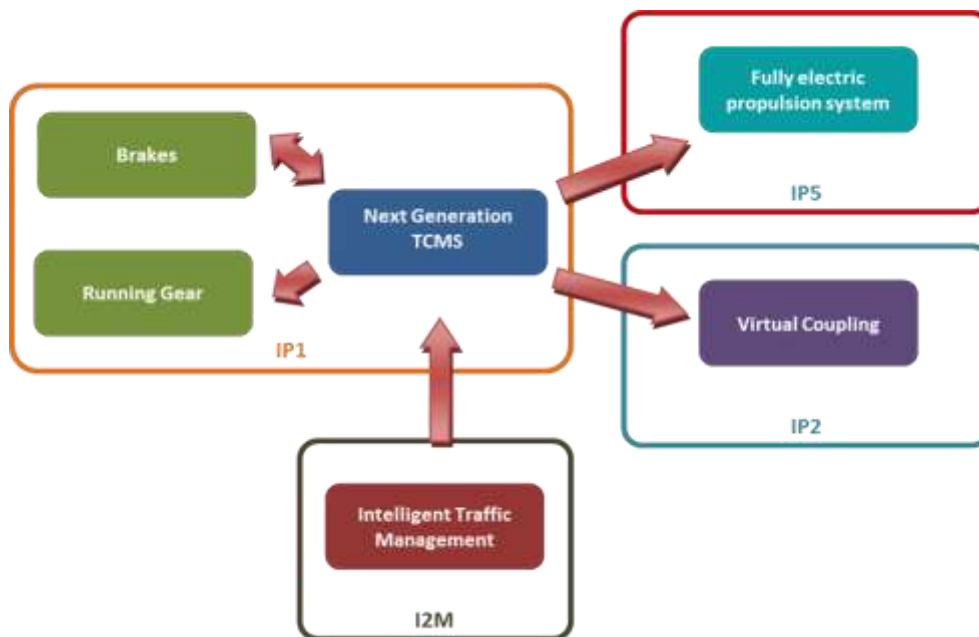 Brakes
Next Generation
TCMS
Running Gear
IP1
Fully electric
propulsion system
IP5
Virtual Coupling
IP2
Intelligent Traffic
Management
I2M